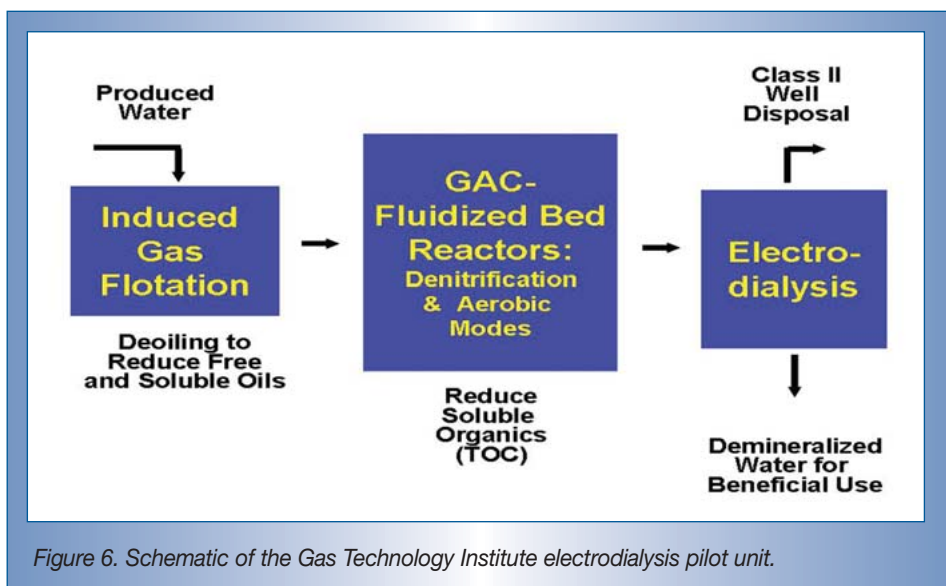 Produced
Water
Induced
Gas
Flotation
Deoiling to
Reduce Free
and Soluble Oils
GAC-
Fluidized Bed
Reactors:
Denitrification
& Aerobic
Modes
Reduce
Soluble
Organics
(TOC)
Class II
Well
Disposal
Electro-
dialysis
Demineralized
Water for
Beneficial Use
Figure 6. Schematic of the Gas Technology Institute electrodialysis pilot unit.